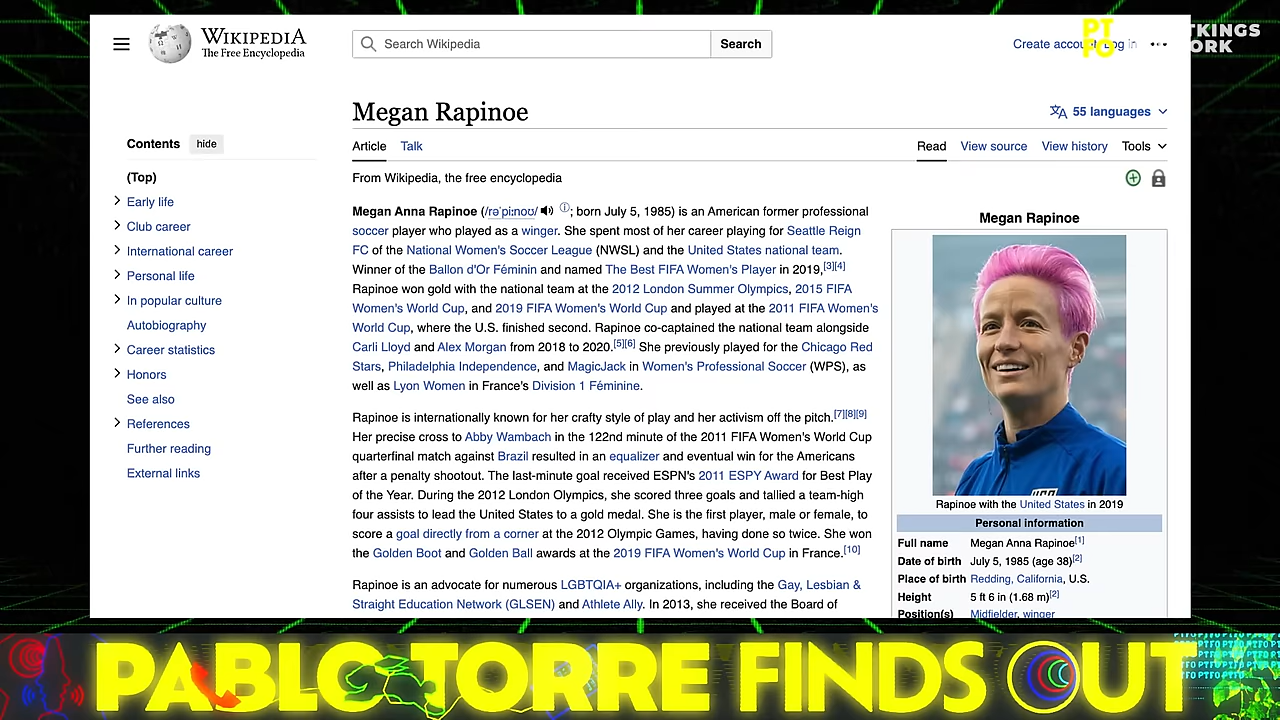 WIKIPEDIA
The Free Encyclopedia
Search Wikipedia
Search
PT
FO
TKINGS
ORK
Megan Rapinoe
55 languages
Article Talk
Read View source View history Tools
From Wikipedia, the free encyclopedia
Contents hide
(Top)
Early life
Club career
International career
Personal life
In popular culture
Autobiography
Career statistics
Honors
See also
References
Further reading
External links
Megan Anna Rapinoe (/rəˈpiːnoʊ/ ⓘ; born July 5, 1985) is an American former professional
soccer player who played as a winger. She spent most of her career playing for Seattle Reign
FC of the National Women's Soccer League (NWSL) and the United States national team.
Winner of the Ballon d'Or Féminin and named The Best FIFA Women's Player in 2019,[3][4]
Rapinoe won gold with the national team at the 2012 London Summer Olympics, 2015 FIFA
Women's World Cup, and 2019 FIFA Women's World Cup and played at the 2011 FIFA Women's
World Cup, where the U.S. finished second. Rapinoe co-captained the national team alongside
Carli Lloyd and Alex Morgan from 2018 to 2020.[5][6] She previously played for the Chicago Red
Stars, Philadelphia Independence, and MagicJack in Women's Professional Soccer (WPS), as
well as Lyon Women in France's Division 1 Féminine.
Rapinoe is internationally known for her crafty style of play and her activism off the pitch.[7][8][9]
Her precise cross to Abby Wambach in the 122nd minute of the 2011 FIFA Women's World Cup
quarterfinal match against Brazil resulted in an equalizer and eventual win for the Americans
after a penalty shootout. The last-minute goal received ESPN's 2011 ESPY Award for Best Play
of the Year. During the 2012 London Olympics, she scored three goals and tallied a team-high
four assists to lead the United States to a gold medal. She is the first player, male or female, to
score a goal directly from a corner at the 2012 Olympic Games, having done so twice. She won
the Golden Boot and Golden Ball awards at the 2019 FIFA Women's World Cup in France.[10]
Rapinoe is an advocate for numerous LGBTQIA+ organizations, including the Gay, Lesbian &
Straight Education Network (GLSEN) and Athlete Ally. In 2013, she received the Board of
Megan Rapinoe
Rapinoe with the United States in 2019
Personal information
Full name Megan Anna Rapinoe[1]
Date of birth July 5, 1985 (age 38)[2]
Place of birth Redding, California, U.S.
Height 5 ft 6 in (1.68 m)[2]
Position(s) Midfielder, winger
PABLO TORRE FINDS OUT